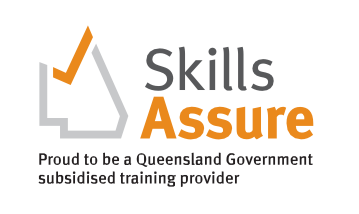 Skills
Assure
Proud to be a Queensland Government
subsidised training provider